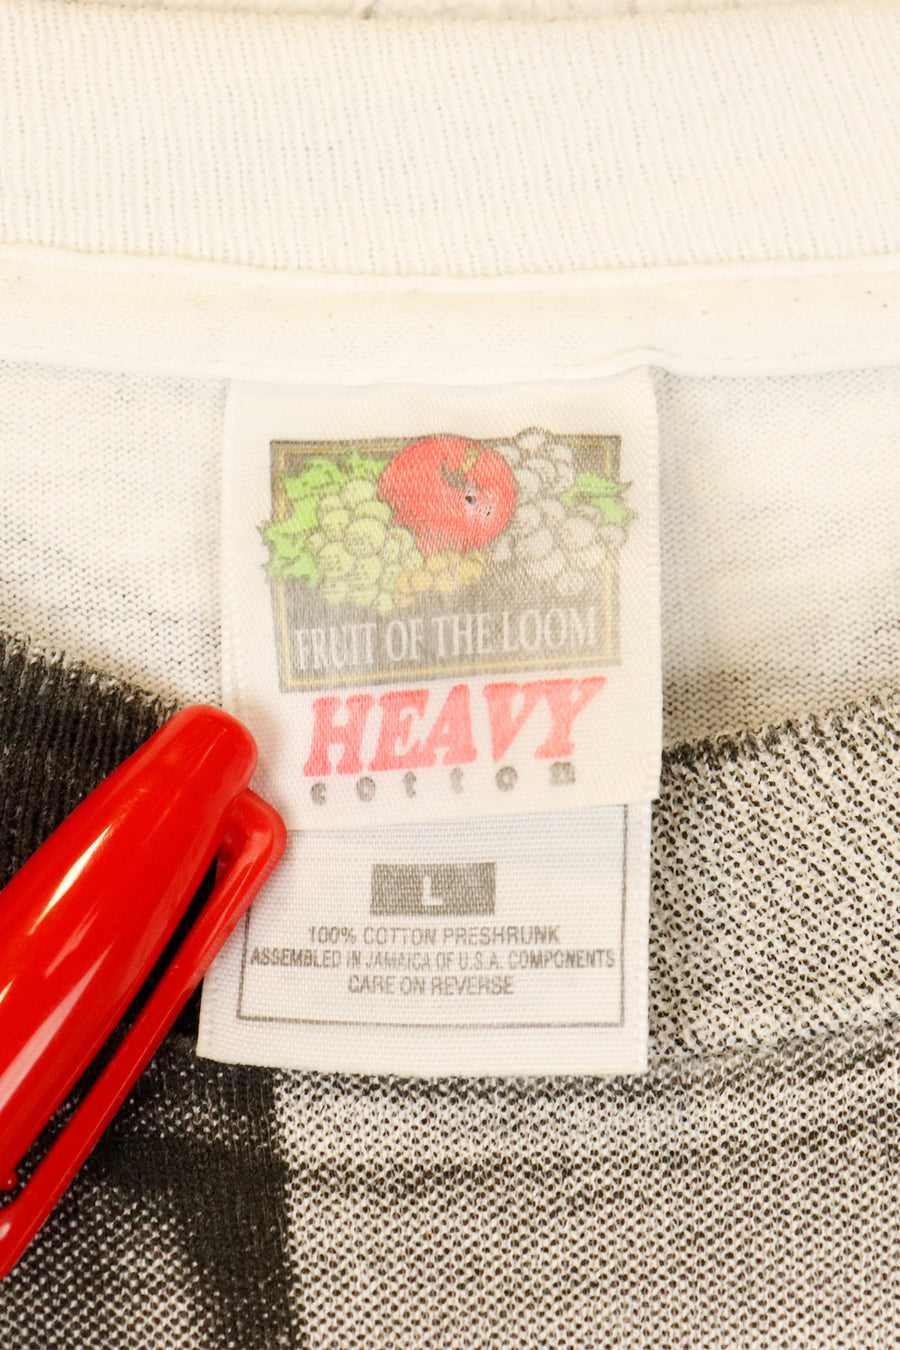 FRUIT OF THE LOOM
HEAVY
cotton
L
100% COTTON PRESHRUNK
ASSEMBLED IN JAMAICA OF U.S.A. COMPONENTS
CARE ON REVERSE